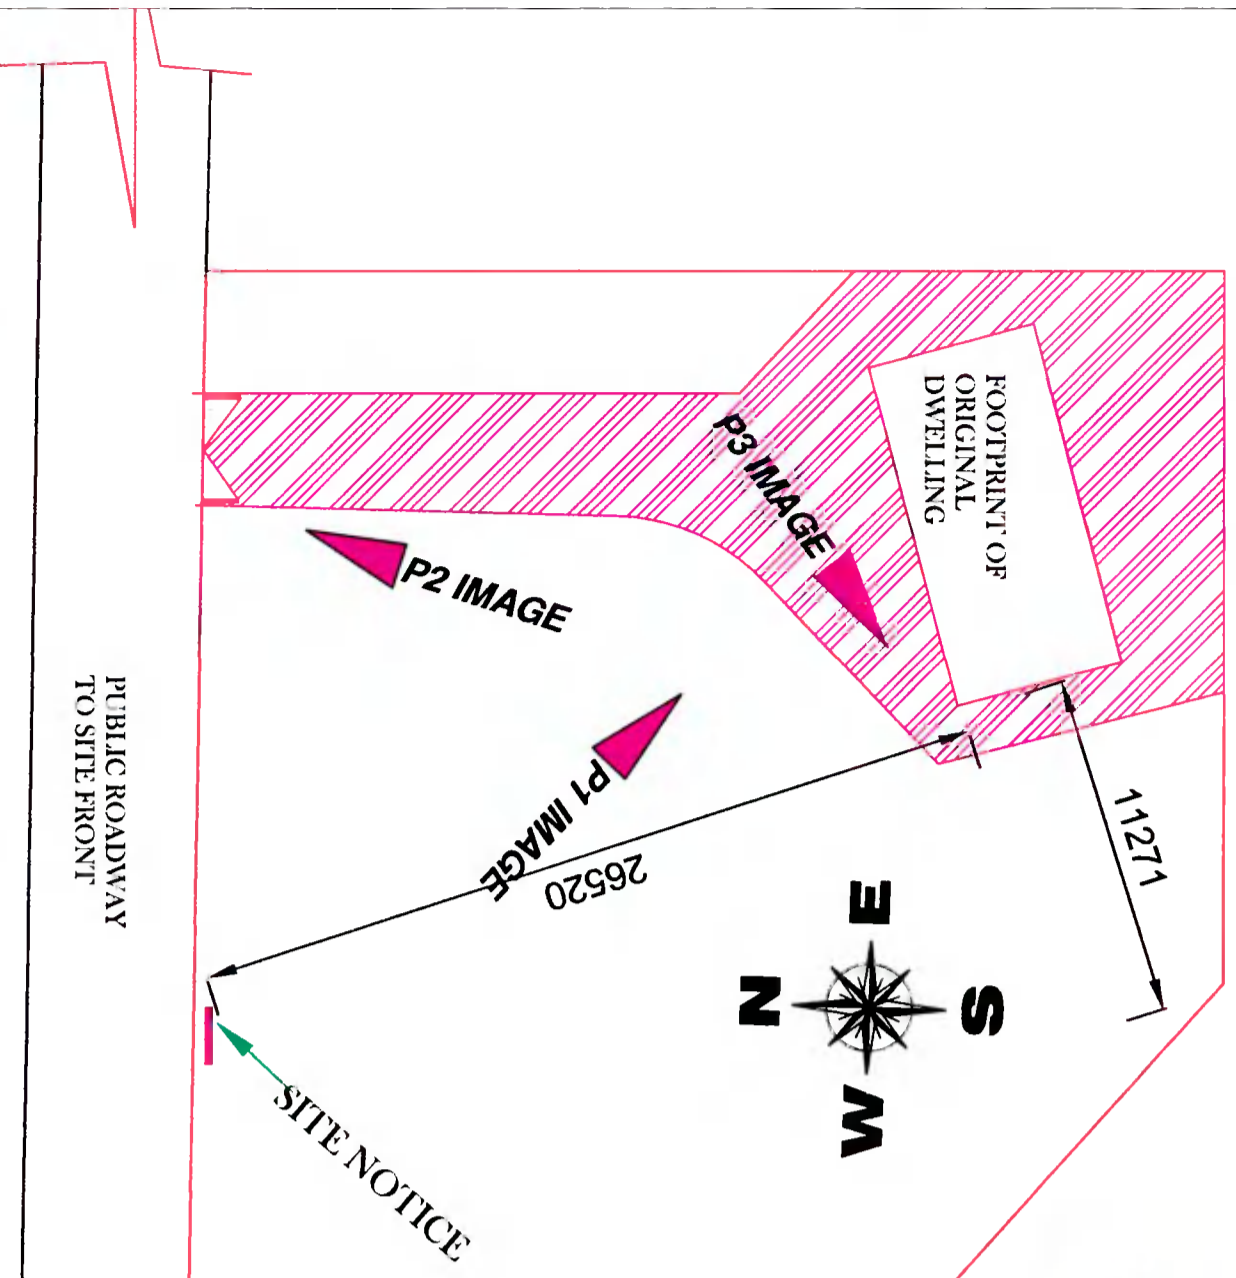 FOOTPRINT OF
ORIGINAL
DWELLING
P3 IMAGE
P2 IMAGE
P1 IMAGE
26520
11271
E
N
S
W
PUBLIC ROADWAY
TO SITE FRONT
SITE NOTICE